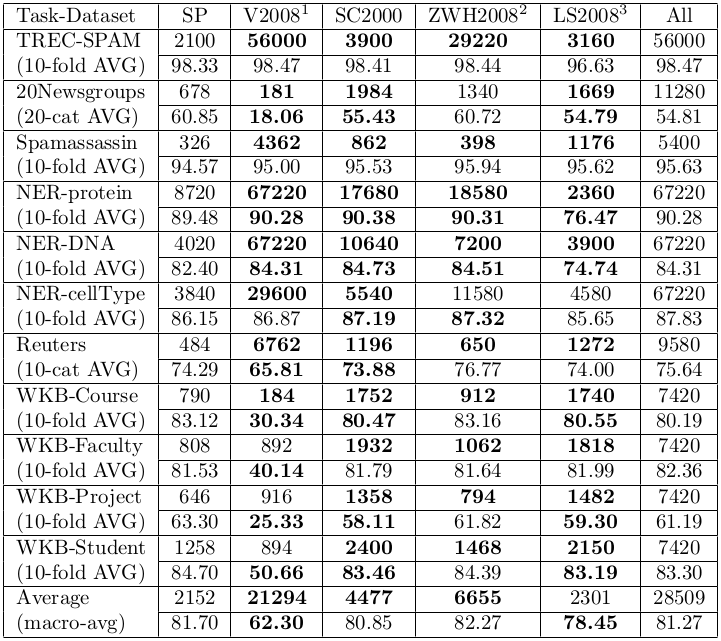 Task-Dataset SP V2008¹ SC2000 ZWH2008² LS2008³ All
TREC-SPAM 2100 56000 3900 29220 3160 56000
(10-fold AVG) 98.33 98.47 98.41 98.44 96.63 98.47
20Newsgroups 678 181 1984 1340 1669 11280
(20-cat AVG) 60.85 18.06 55.43 60.72 54.79 54.81
Spamassassin 326 4362 862 398 1176 5400
(10-fold AVG) 94.57 95.00 95.53 95.94 95.62 95.63
NER-protein 8720 67220 17680 18580 2360 67220
(10-fold AVG) 89.48 90.28 90.38 90.31 76.47 90.28
NER-DNA 4020 67220 10640 7200 3900 67220
(10-fold AVG) 82.40 84.31 84.73 84.51 74.74 84.31
NER-cellType 3840 29600 5540 11580 4580 67220
(10-fold AVG) 86.15 86.87 87.19 87.32 85.65 87.83
Reuters 484 6762 1196 650 1272 9580
(10-cat AVG) 74.29 65.81 73.88 76.77 74.00 75.64
WKB-Course 790 184 1752 912 1740 7420
(10-fold AVG) 83.12 30.34 80.47 83.16 80.55 80.19
WKB-Faculty 808 892 1932 1062 1818 7420
(10-fold AVG) 81.53 40.14 81.79 81.64 81.99 82.36
WKB-Project 646 916 1358 794 1482 7420
(10-fold AVG) 63.30 25.33 58.11 61.82 59.30 61.19
WKB-Student 1258 894 2400 1468 2150 7420
(10-fold AVG) 84.70 50.66 83.46 84.39 83.19 83.30
Average 2152 21294 4477 6655 2301 28509
(macro-avg) 81.70 62.30 80.85 82.27 78.45 81.27